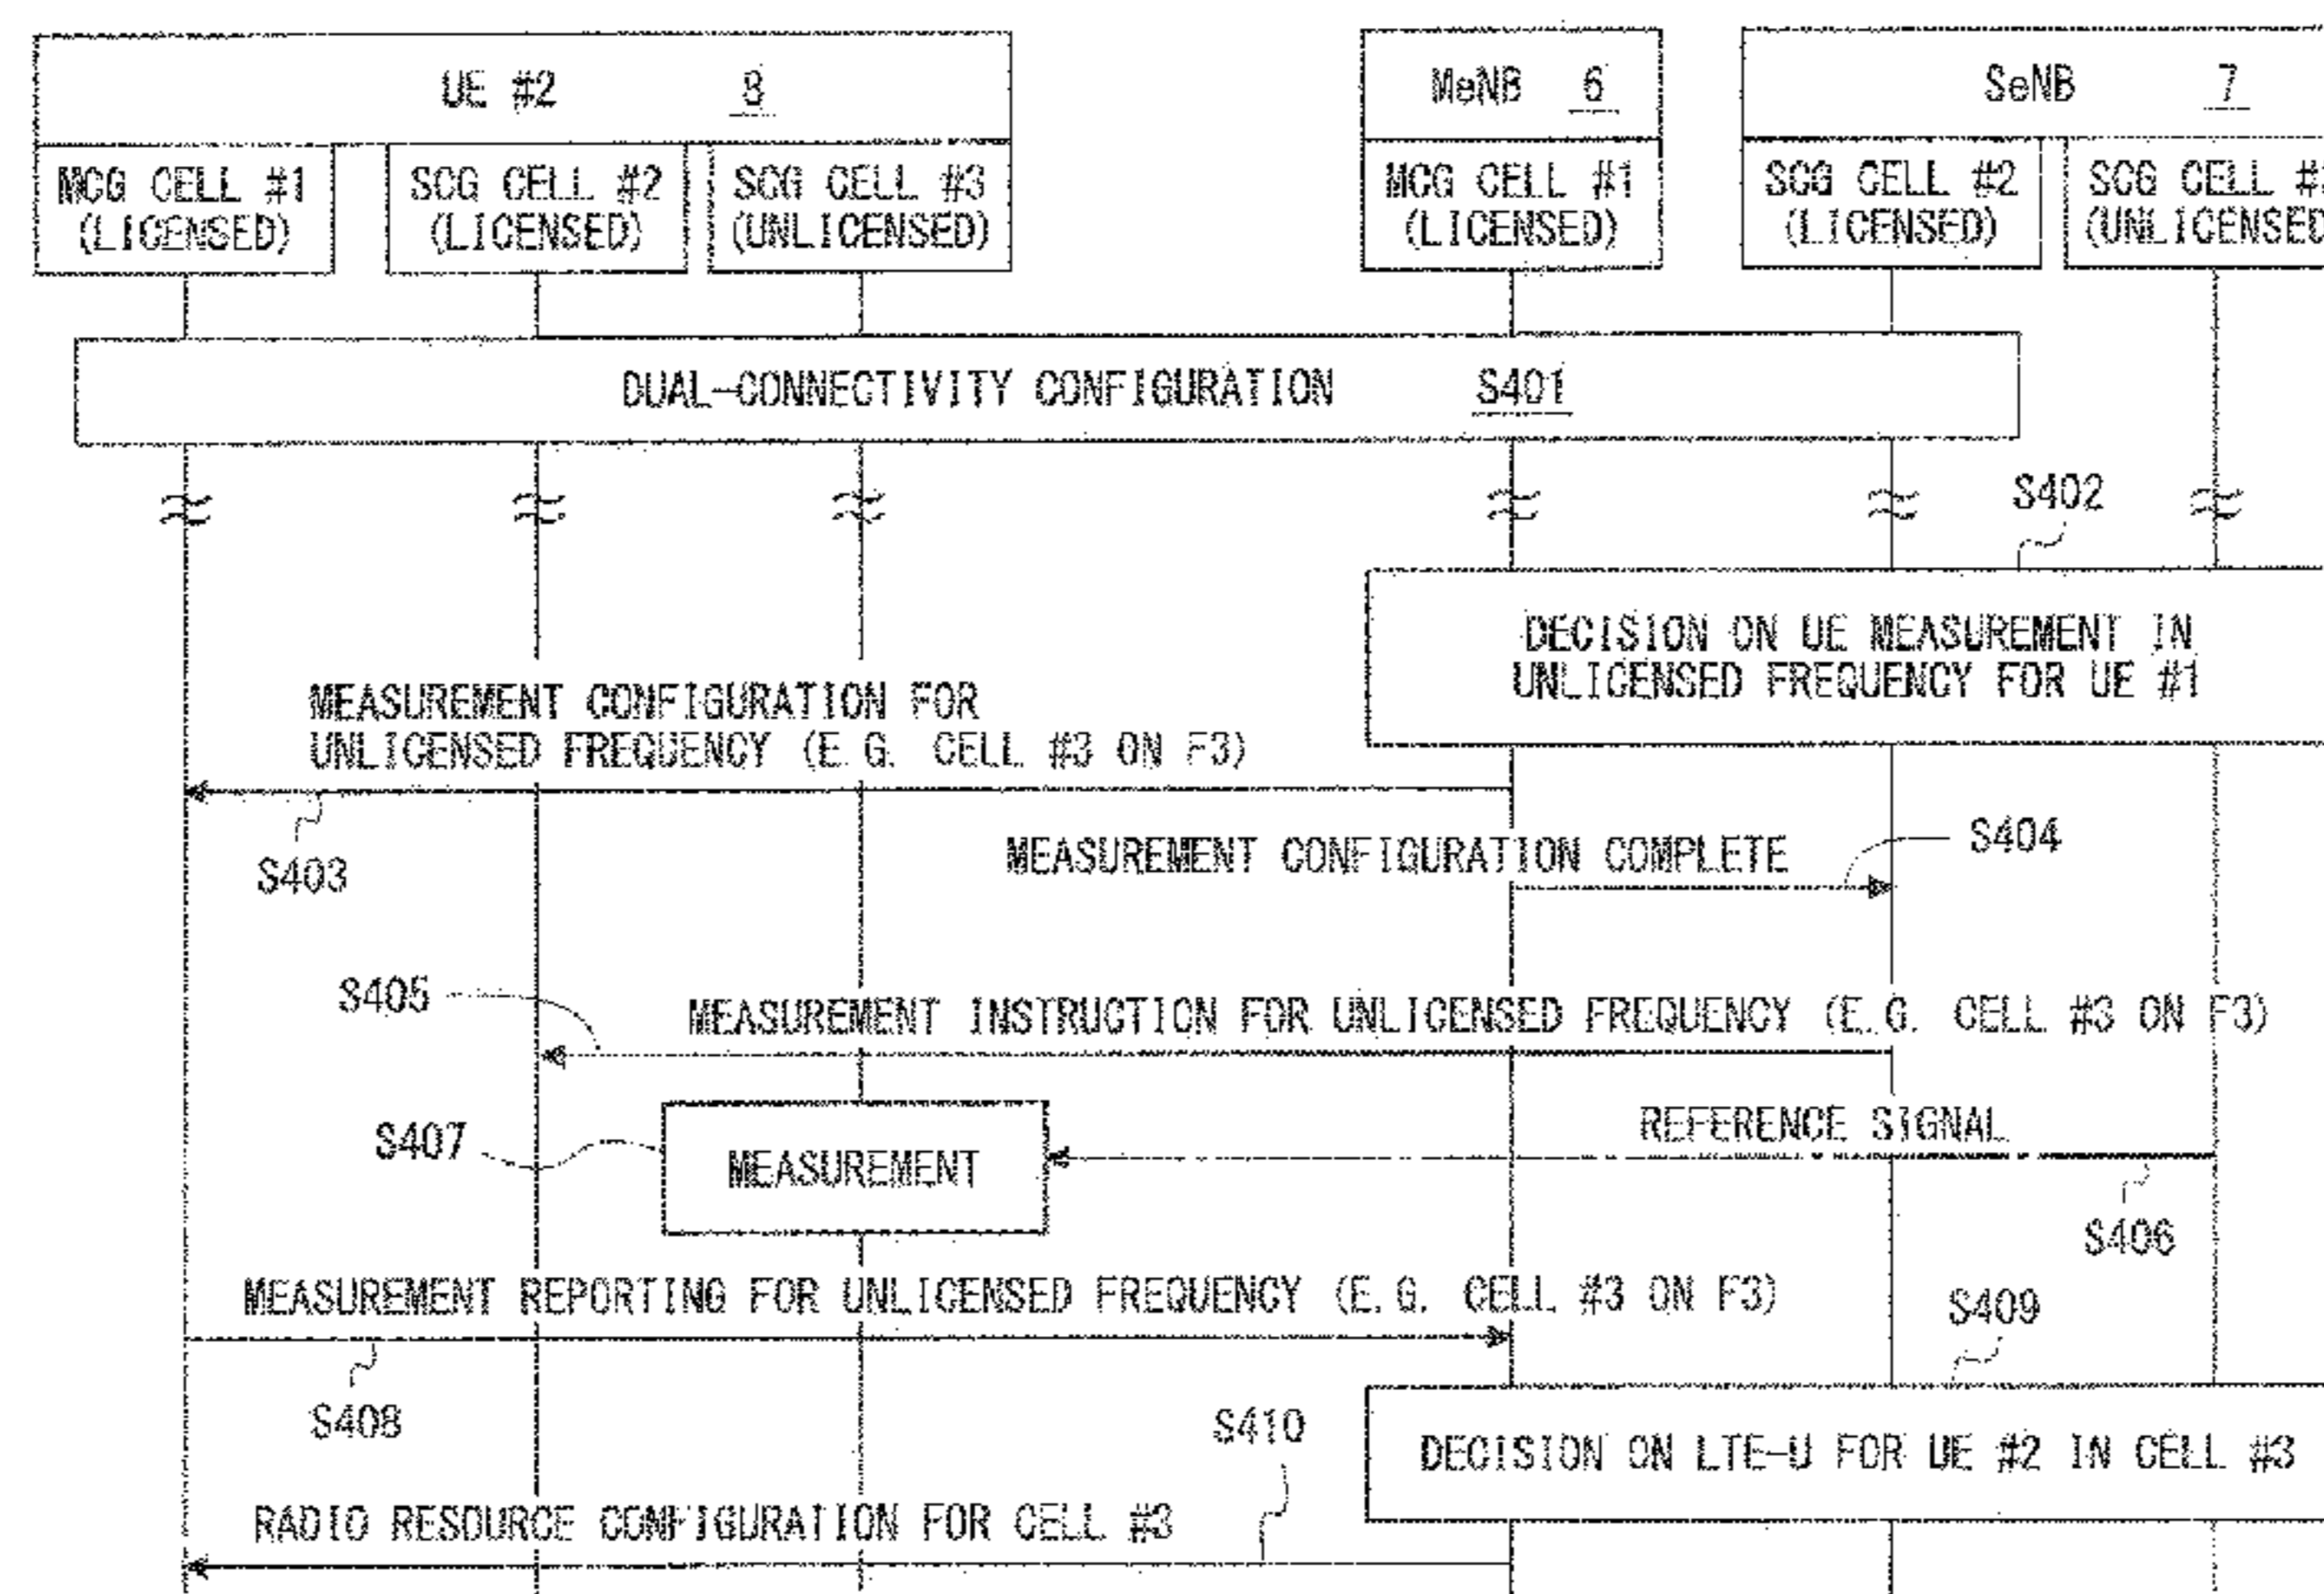 UE #2 8
MeNB 6
SeNB 7
MCG CELL #1
(LICENSED)
SCG CELL #2
(LICENSED)
SCG CELL #3
(UNLICENSED)
MCG CELL #1
(LICENSED)
SCG CELL #2
(LICENSED)
SCG CELL
(UNLICENSED
DUAL-CONNECTIVITY CONFIGURATION S401
S402
DECISION ON UE MEASUREMENT IN
UNLICENSED FREQUENCY FOR UE #1
MEASUREMENT CONFIGURATION FOR
UNLICENSED FREQUENCY (E.G. CELL #3 ON F3)
S403
MEASUREMENT CONFIGURATION COMPLETE
S404
S405
MEASUREMENT INSTRUCTION FOR UNLICENSED FREQUENCY (E.G. CELL #3 ON F3)
REFERENCE SIGNAL
S407
MEASUREMENT
S406
MEASUREMENT REPORTING FOR UNLICENSED FREQUENCY (E.G. CELL #3 ON F3)
S409
S408
S410
DECISION ON LTE-U FOR UE #2 IN CELL #3
RADIO RESOURCE CONFIGURATION FOR CELL #3